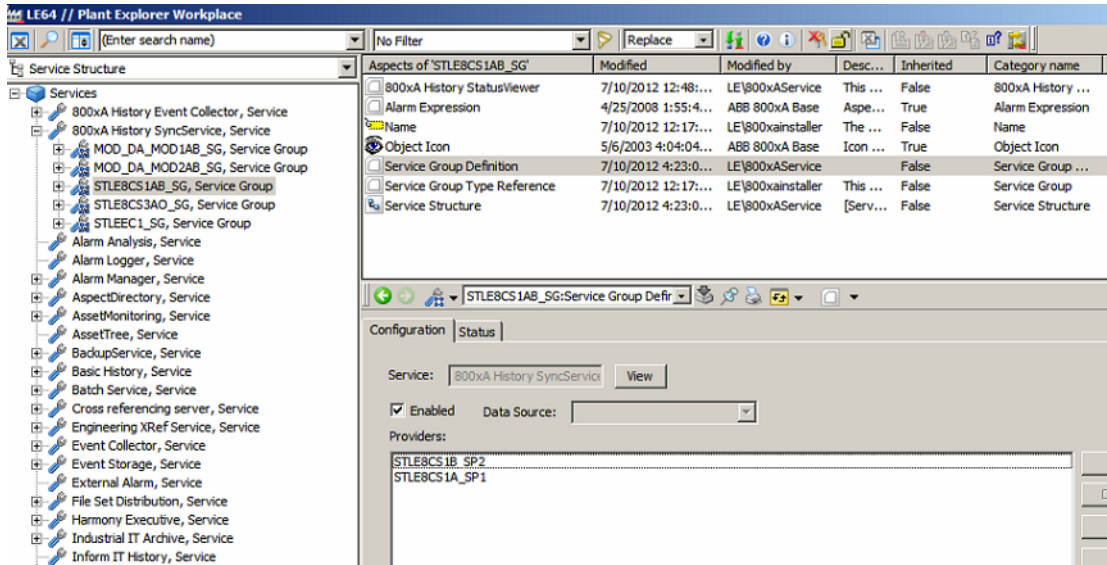 LE64 // Plant Explorer Workplace
(Enter search name) No Filter Replace
Service Structure
Services
800xA History Event Collector, Service
800xA History SyncService, Service
MOD_DA_MOD1AB_SG, Service Group
MOD_DA_MOD2AB_SG, Service Group
STLE8CS1AB_SG, Service Group
STLE8CS3AO_SG, Service Group
STLEEC1_SG, Service Group
Alarm Analysis, Service
Alarm Logger, Service
Alarm Manager, Service
AspectDirectory, Service
AssetMonitoring, Service
AssetTree, Service
BackupService, Service
Basic History, Service
Batch Service, Service
Cross referencing server, Service
Engineering XRef Service, Service
Event Collector, Service
Event Storage, Service
External Alarm, Service
File Set Distribution, Service
Harmony Executive, Service
Industrial IT Archive, Service
Inform IT History, Service
Aspects of 'STLE8CS1AB_SG' Modified Modified by Desc... Inherited Category name
800xA History StatusViewer 7/10/2012 12:48:... LE\800xAService This ... False 800xA History ...
Alarm Expression 4/25/2008 1:55:4... ABB 800xA Base Aspe... True Alarm Expression
Name 7/10/2012 12:17:... LE\800xainstaller The ... False Name
Object Icon 5/6/2003 4:04:04... ABB 800xA Base Icon ... True Object Icon
Service Group Definition 7/10/2012 4:23:0... LE\800xAService False Service Group ...
Service Group Type Reference 7/10/2012 12:17:... LE\800xainstaller This ... False Service Group
Service Structure 7/10/2012 4:23:0... LE\800xAService [Serv... False Service Structure
STLE8CS1AB_SG:Service Group Defir
Configuration Status
Service: 800xA History SyncService View
Enabled Data Source:
Providers:
STLE8CS1B_SP2
STLE8CS1A_SP1